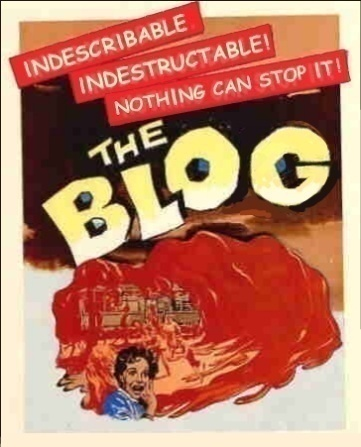 INDESCRIBABLE
INDESTRUCTABLE!
NOTHING CAN STOP IT!
THE
BLOG